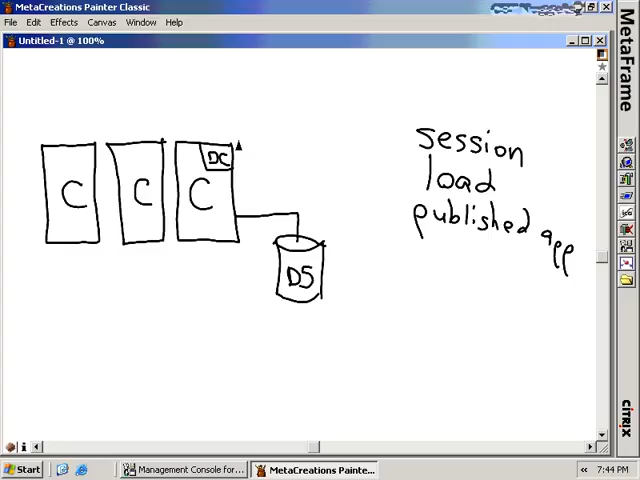 MetaCreations Painter Classic
File Edit Effects Canvas Window Help
Untitled-1 @ 100%
C C C DC
DS
session
load
published app
MetaFrame
CITRIX
Start
Management Console for...
MetaCreations Painte...
7:44 PM